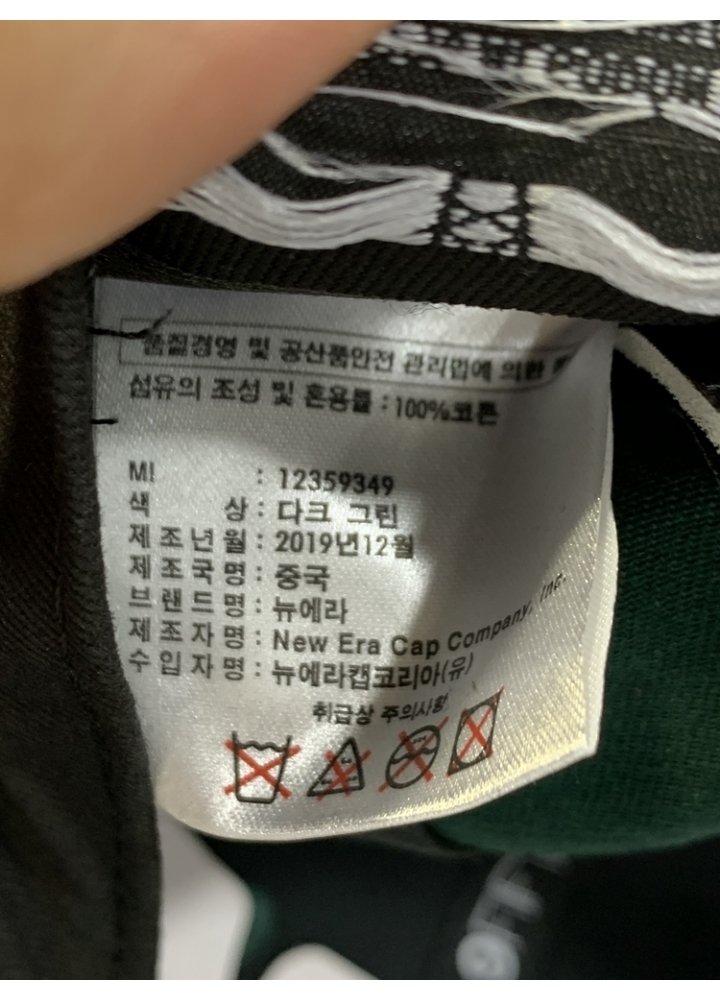 품질경영 및 공산품안전 관리법에 의한
섬유의 조성 및 혼용률 : 100%코튼
MI : 12359349
색 상 : 다크 그린
제 조 년 월 : 2019년12월
제 조 국 명 : 중국
브 랜 드 명 : 뉴에라
제 조 자 명 : New Era Cap Company, Inc.
수 입 자 명 : 뉴에라캡코리아(유)
취급상 주의사항